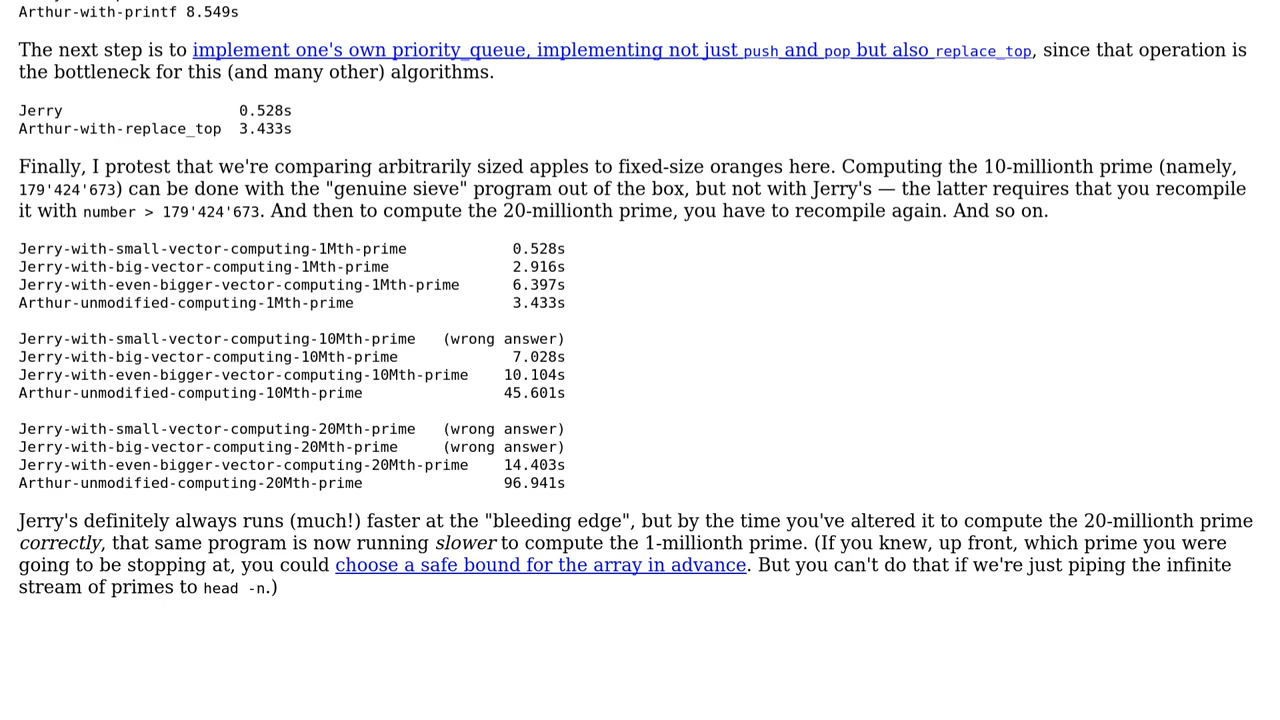 Arthur-with-printf 8.549s
The next step is to implement one's own priority_queue, implementing not just push and pop but also replace_top, since that operation is
the bottleneck for this (and many other) algorithms.
Jerry 0.528s
Arthur-with-replace_top 3.433s
Finally, I protest that we're comparing arbitrarily sized apples to fixed-size oranges here. Computing the 10-millionth prime (namely,
179'424'673) can be done with the "genuine sieve" program out of the box, but not with Jerry's — the latter requires that you recompile
it with number > 179'424'673. And then to compute the 20-millionth prime, you have to recompile again. And so on.
Jerry-with-small-vector-computing-1Mth-prime 0.528s
Jerry-with-big-vector-computing-1Mth-prime 2.916s
Jerry-with-even-bigger-vector-computing-1Mth-prime 6.397s
Arthur-unmodified-computing-1Mth-prime 3.433s
Jerry-with-small-vector-computing-10Mth-prime (wrong answer)
Jerry-with-big-vector-computing-10Mth-prime 7.028s
Jerry-with-even-bigger-vector-computing-10Mth-prime 10.104s
Arthur-unmodified-computing-10Mth-prime 45.601s
Jerry-with-small-vector-computing-20Mth-prime (wrong answer)
Jerry-with-big-vector-computing-20Mth-prime (wrong answer)
Jerry-with-even-bigger-vector-computing-20Mth-prime 14.403s
Arthur-unmodified-computing-20Mth-prime 96.941s
Jerry's definitely always runs (much!) faster at the "bleeding edge", but by the time you've altered it to compute the 20-millionth prime
correctly, that same program is now running slower to compute the 1-millionth prime. (If you knew, up front, which prime you were
going to be stopping at, you could choose a safe bound for the array in advance. But you can't do that if we're just piping the infinite
stream of primes to head -n.)